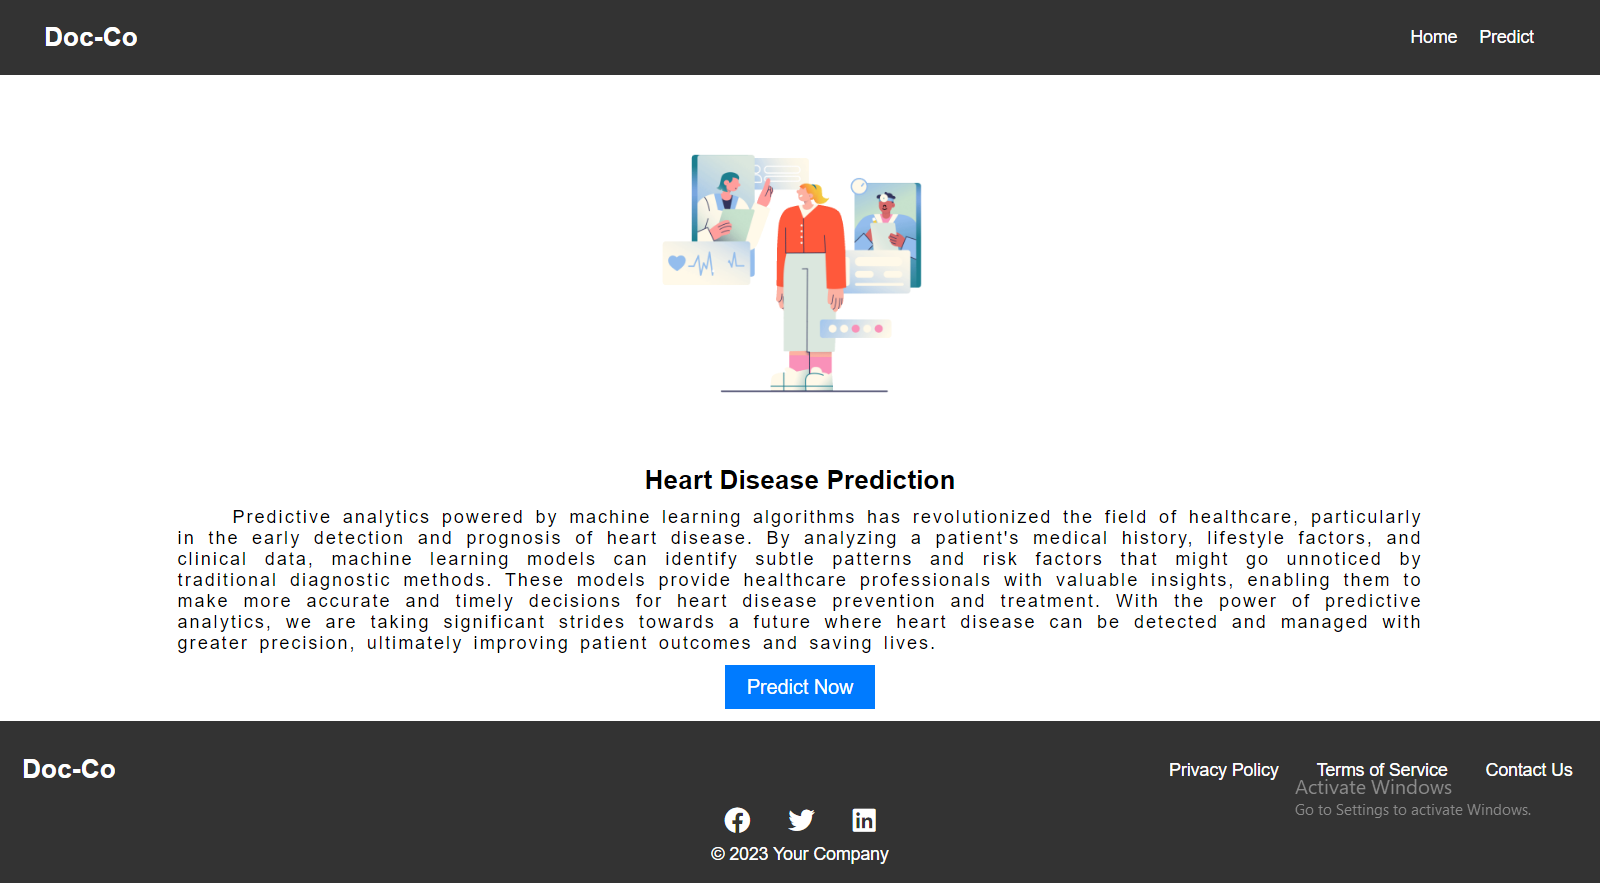 Doc-Co
Home Predict
Heart Disease Prediction
Predictive analytics powered by machine learning algorithms has revolutionized the field of healthcare, particularly
in the early detection and prognosis of heart disease. By analyzing a patient's medical history, lifestyle factors, and
clinical data, machine learning models can identify subtle patterns and risk factors that might go unnoticed by
traditional diagnostic methods. These models provide healthcare professionals with valuable insights, enabling them to
make more accurate and timely decisions for heart disease prevention and treatment. With the power of predictive
analytics, we are taking significant strides towards a future where heart disease can be detected and managed with
greater precision, ultimately improving patient outcomes and saving lives.
Predict Now
Doc-Co
Privacy Policy Terms of Service Contact Us
Activate Windows
Go to Settings to activate Windows.
© 2023 Your Company